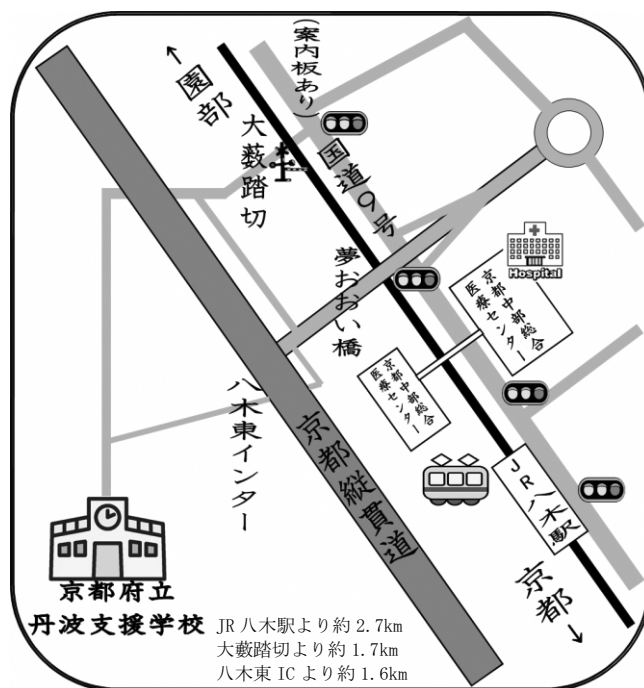 (案内板あり)
↑園部
大藪踏切
国道9号
夢おおい橋
Hospital
京都中部総合
医療センター
京都中部総合
医療センター
八木東インター
京都縦貫道
JR八木駅
京都↓
京都府立
丹波支援学校
JR 八木駅より約 2.7km
大藪踏切より約 1.7km
八木東 IC より約 1.6km